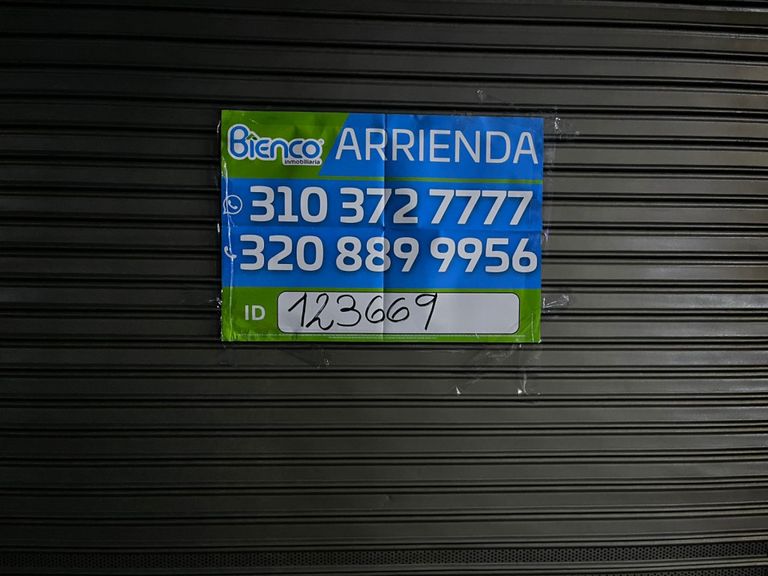 Bienco
inmobiliaria
ARRIENDA
310 372 7777
320 889 9956
ID 123669